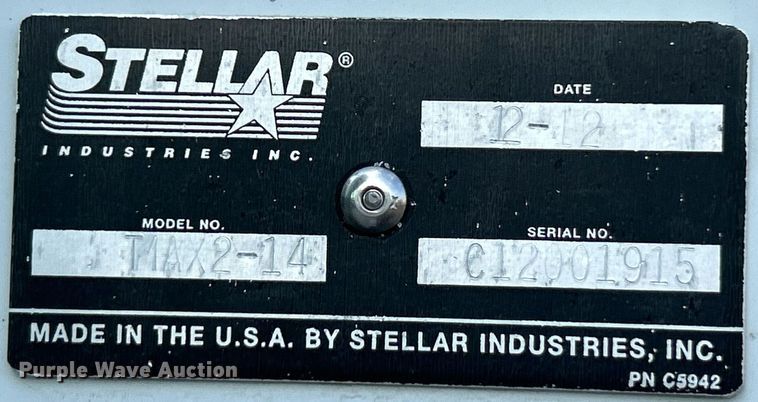 STELLAR®
INDUSTRIES INC.
DATE
12-12
MODEL NO.
TMAX2-14
SERIAL NO.
C12001915
MADE IN THE U.S.A. BY STELLAR INDUSTRIES, INC.
PN C5942
Purple Wave Auction